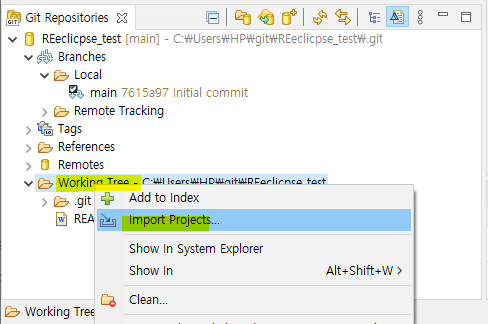 GIT Git Repositories
REeclicpse_test [main] - C:₩Users₩HP₩git₩REeclicpse_test₩.git
Branches
Local
main 7615a97 Initial commit
Remote Tracking
Tags
References
Remotes
Working Tree - C:₩Users₩HP₩git₩REeclicpse_test
.git
REA
Add to Index
Import Projects...
Show In System Explorer
Show In Alt+Shift+W
Clean...
Working Tree